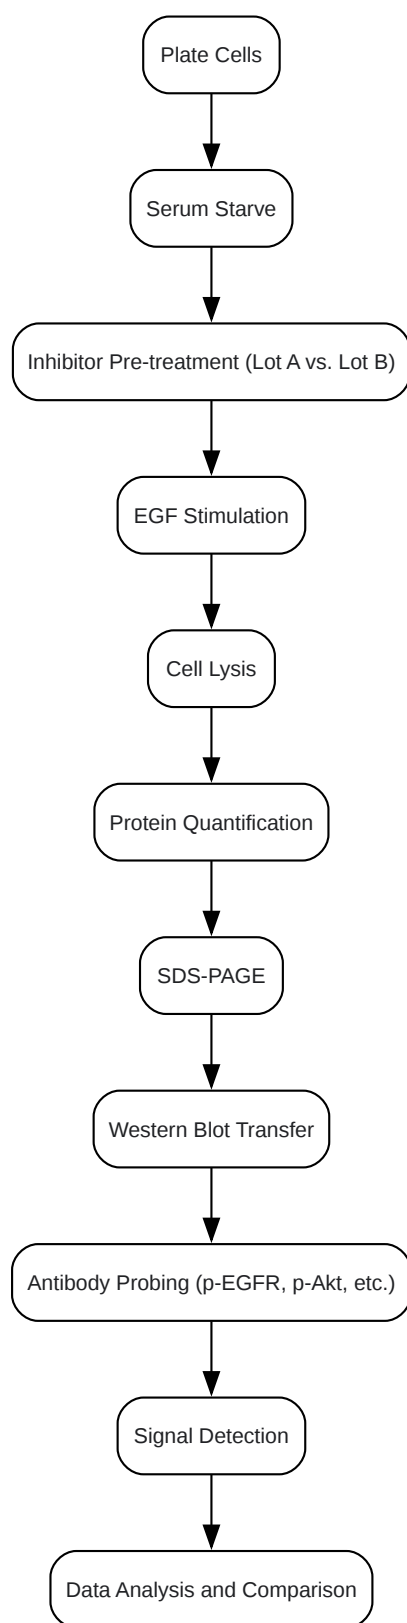 Plate Cells
Serum Starve
Inhibitor Pre-treatment (Lot A vs. Lot B)
EGF Stimulation
Cell Lysis
Protein Quantification
SDS-PAGE
Western Blot Transfer
Antibody Probing (p-EGFR, p-Akt, etc.)
Signal Detection
Data Analysis and Comparison